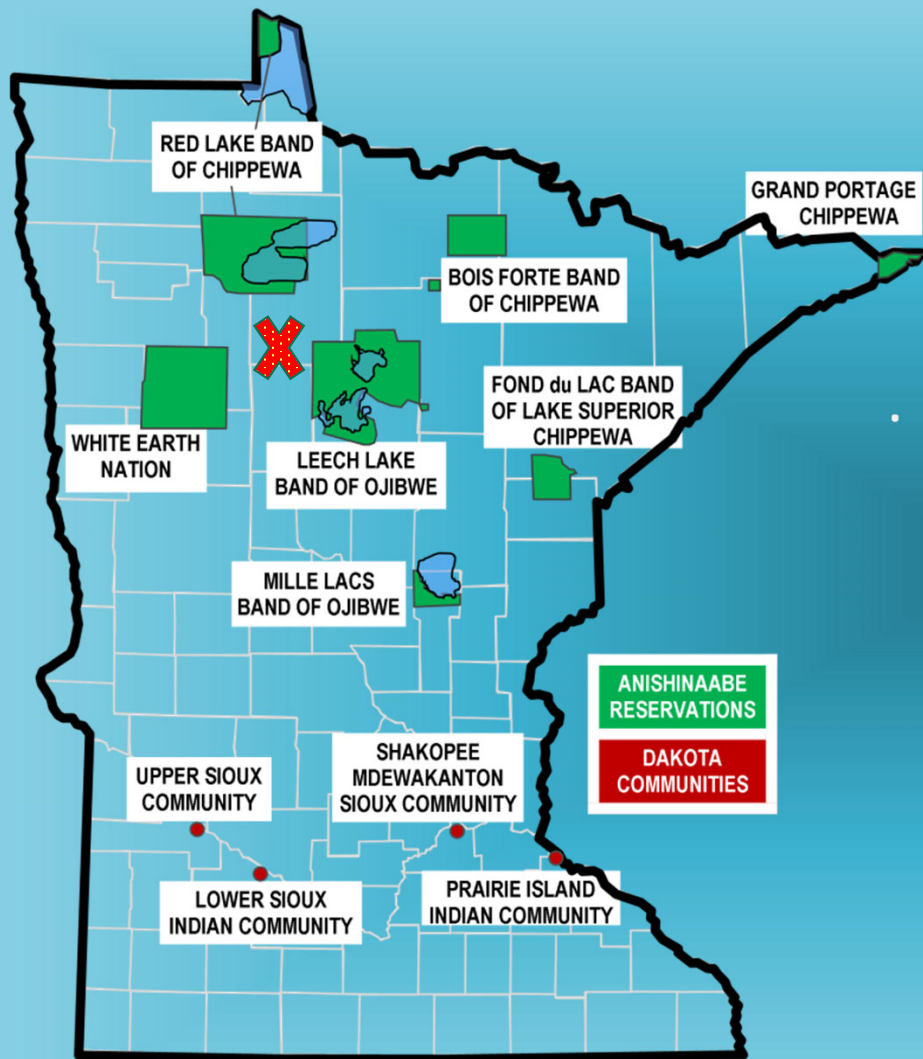 RED LAKE BAND
OF CHIPPEWA
GRAND PORTAGE
CHIPPEWA
BOIS FORTE BAND
OF CHIPPEWA
FOND du LAC BAND
OF LAKE SUPERIOR
CHIPPEWA
WHITE EARTH
NATION
LEECH LAKE
BAND OF OJIBWE
MILLE LACS
BAND OF OJIBWE
ANISHINAABE
RESERVATIONS
DAKOTA
COMMUNITIES
UPPER SIOUX
COMMUNITY
SHAKOPEE
MDEWAKANTON
SIOUX COMMUNITY
LOWER SIOUX
INDIAN COMMUNITY
PRAIRIE ISLAND
INDIAN COMMUNITY